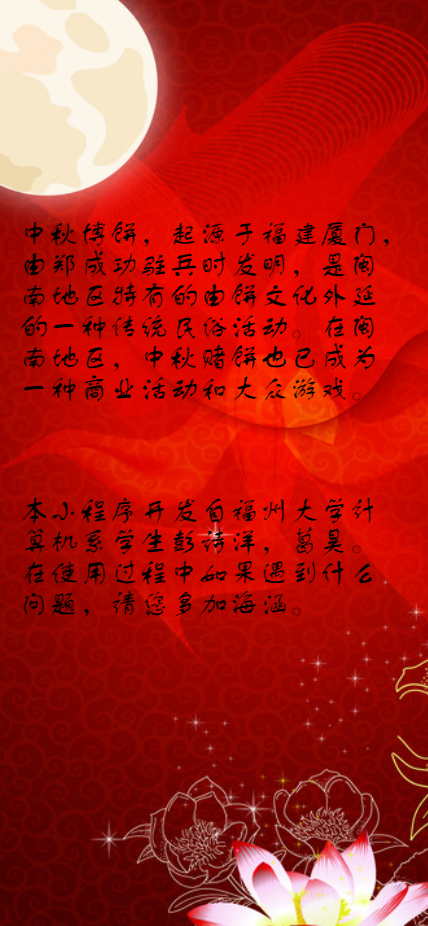 中秋博饼，起源于福建厦门，
由郑成功驻兵时发明，是闽
南地区特有的由饼文化外延
的一种传统民俗活动。在闽
南地区，中秋赌饼也已成为
一种商业活动和大众游戏。
本小程序开发自福州大学计
算机系学生彭诗洋，葛昊。
在使用过程中如果遇到什么
问题，请您多加海涵。